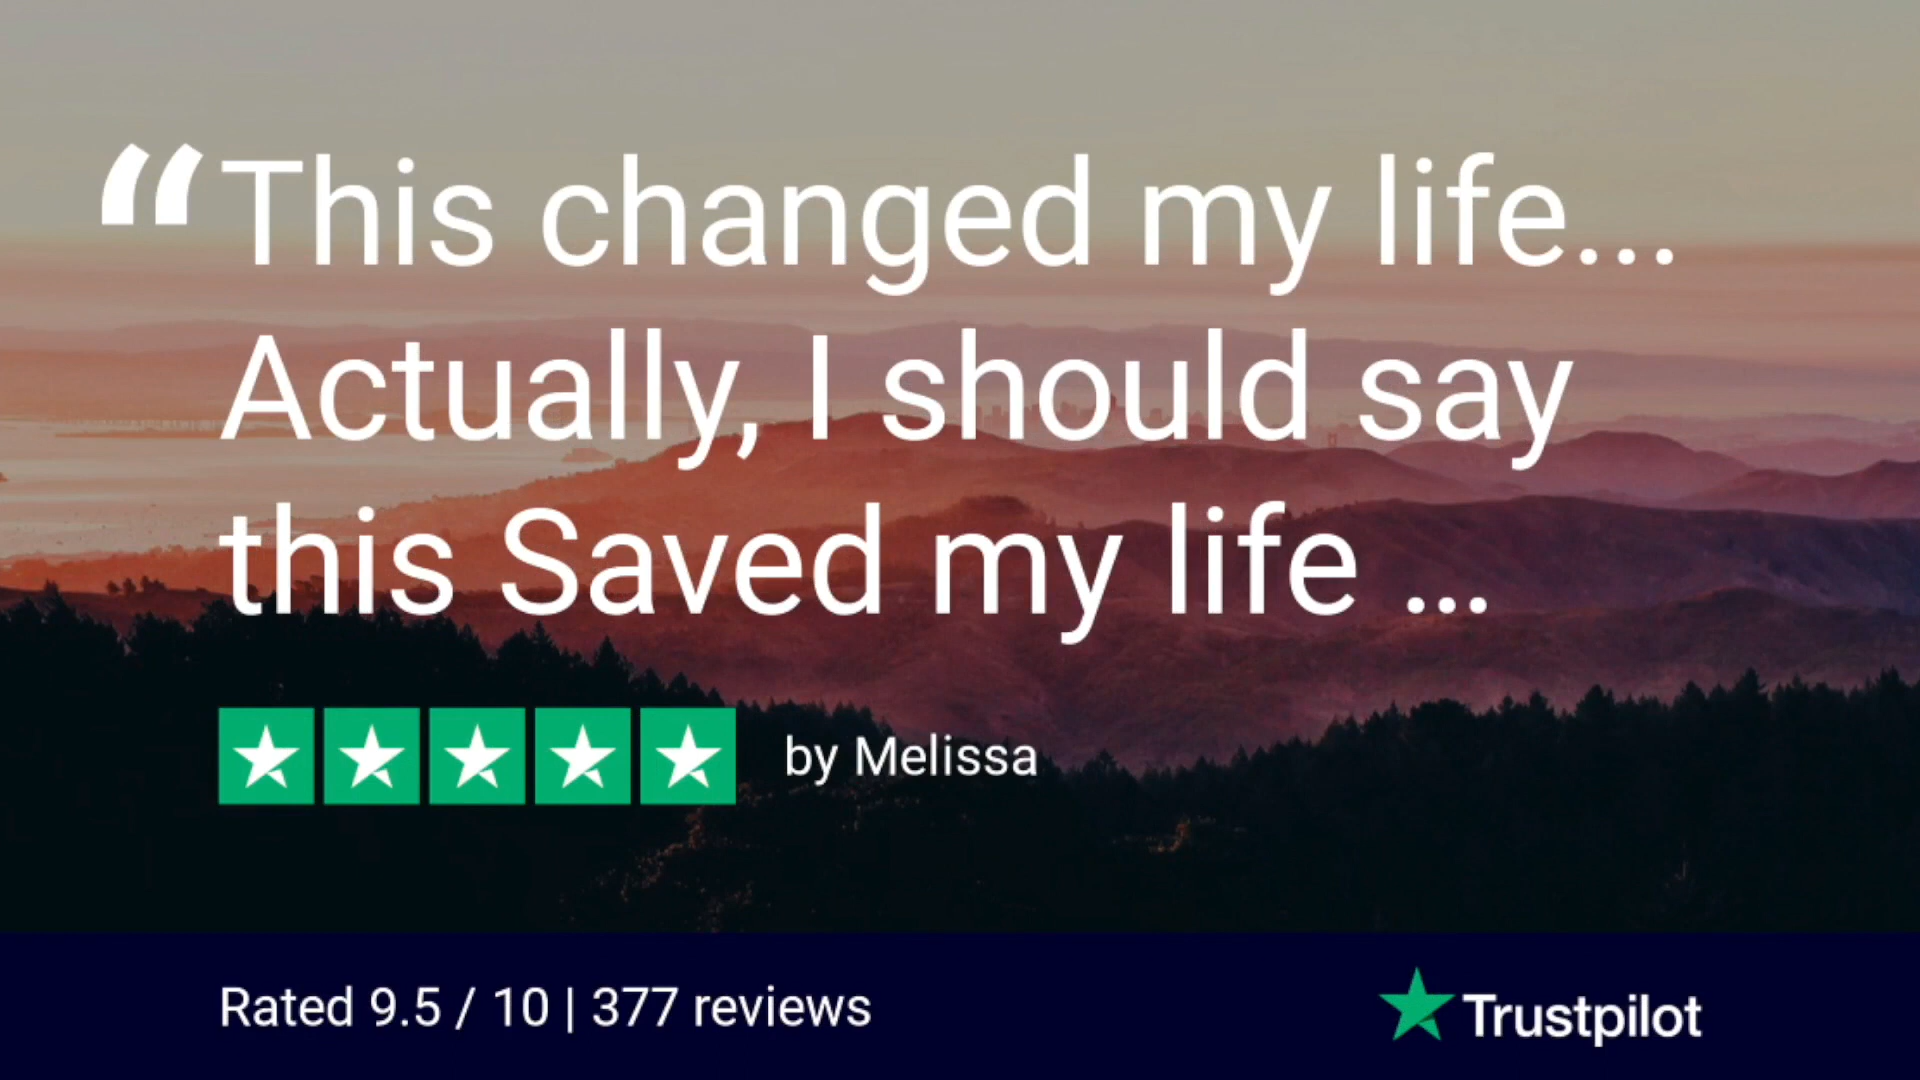 “This changed my life...
Actually, I should say
this Saved my life ...
by Melissa
Rated 9.5 / 10 | 377 reviews
Trustpilot